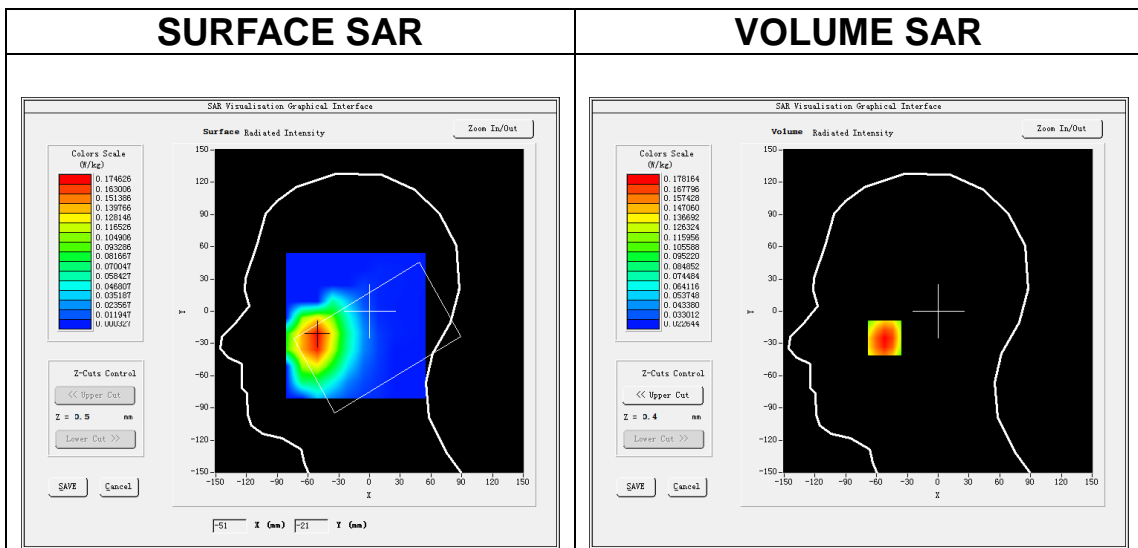 SURFACE SAR
VOLUME SAR
SAR Visualisation Graphical Interface
Surface Radiated Intensity
Zoom In/Out
Colors Scale
(W/kg)
0.174626
0.163006
0.151386
0.139766
0.128146
0.116526
0.104906
0.093286
0.081667
0.070047
0.058427
0.046807
0.035187
0.023567
0.011947
0.000327
Z-Cuts Control
<< Upper Cut
Z = 0.5 mm
Lower Cut >>
SAVE Cancel
150
120
90
60
30
0
-30
-60
-90
-120
-150
Y
-150 -120 -90 -60 -30 0 30 60 90 120 150
X
-51 X (mm) -21 Y (mm)
SAR Visualisation Graphical Interface
Volume Radiated Intensity
Zoom In/Out
Colors Scale
(W/kg)
0.178164
0.167796
0.157428
0.147060
0.136692
0.126324
0.115956
0.105588
0.095220
0.084852
0.074484
0.064116
0.053748
0.043380
0.033012
0.022644
Z-Cuts Control
<< Upper Cut
Z = 0.4 mm
Lower Cut >>
SAVE Cancel
150
120
90
60
30
0
-30
-60
-90
-120
-150
Y
-150 -120 -90 -60 -30 0 30 60 90 120 150
X